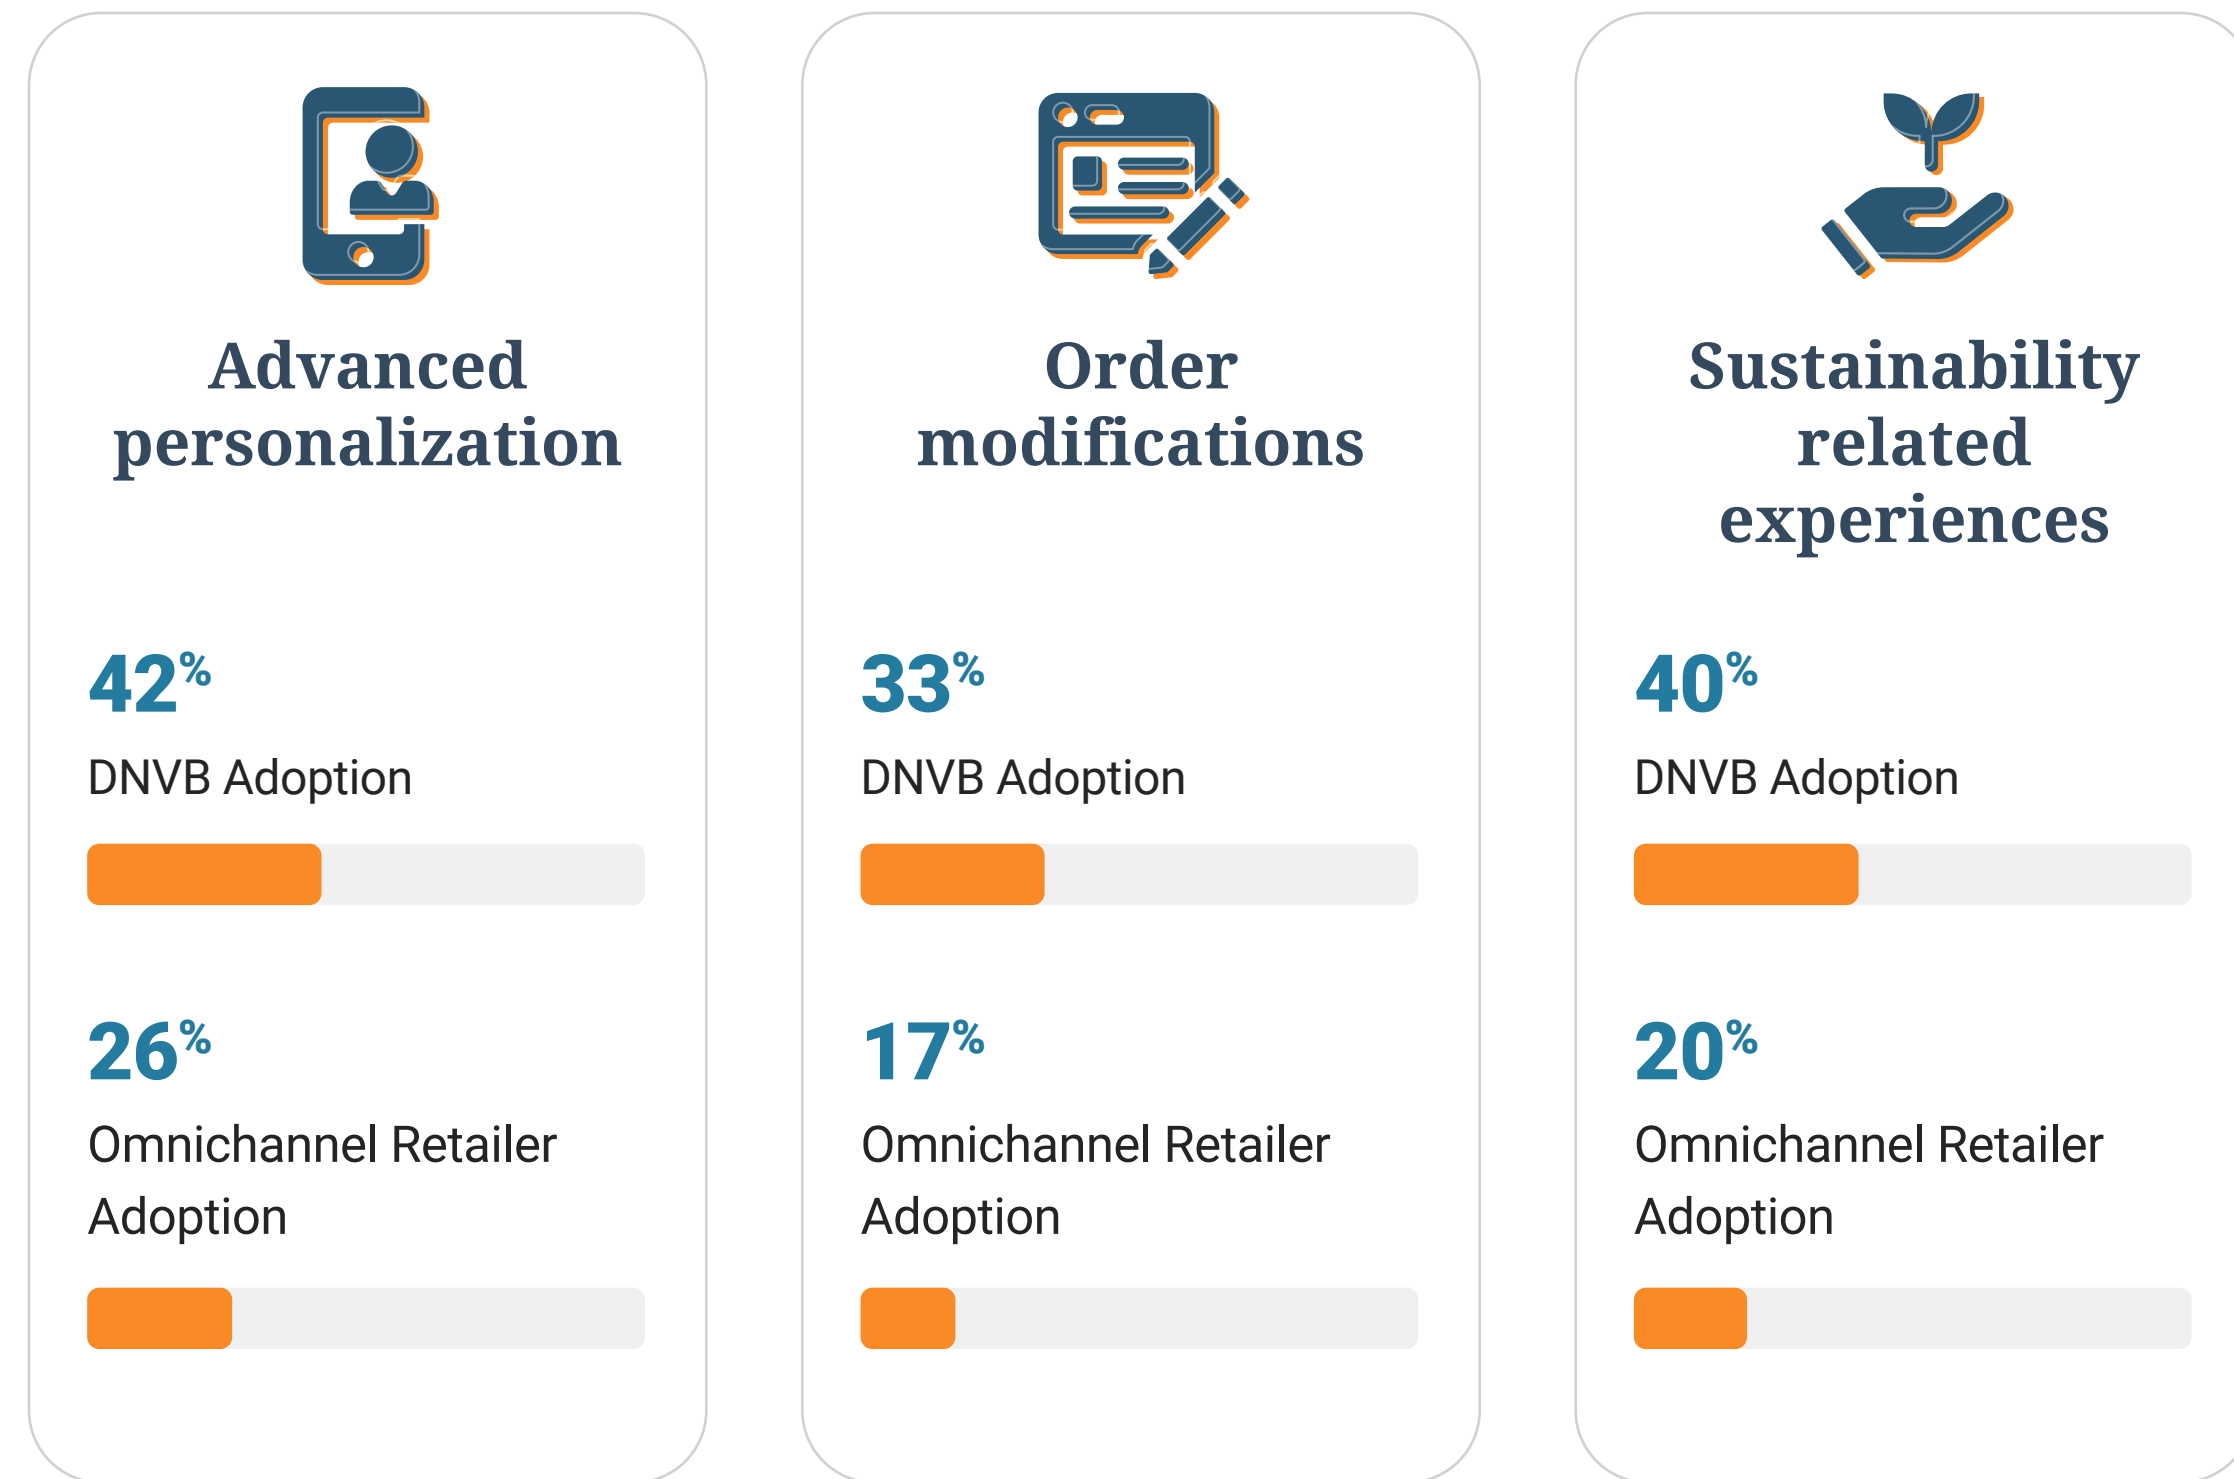 Advanced
personalization
42%
DNVB Adoption
26%
Omnichannel Retailer
Adoption
Order
modifications
33%
DNVB Adoption
17%
Omnichannel Retailer
Adoption
Sustainability
related
experiences
40%
DNVB Adoption
20%
Omnichannel Retailer
Adoption